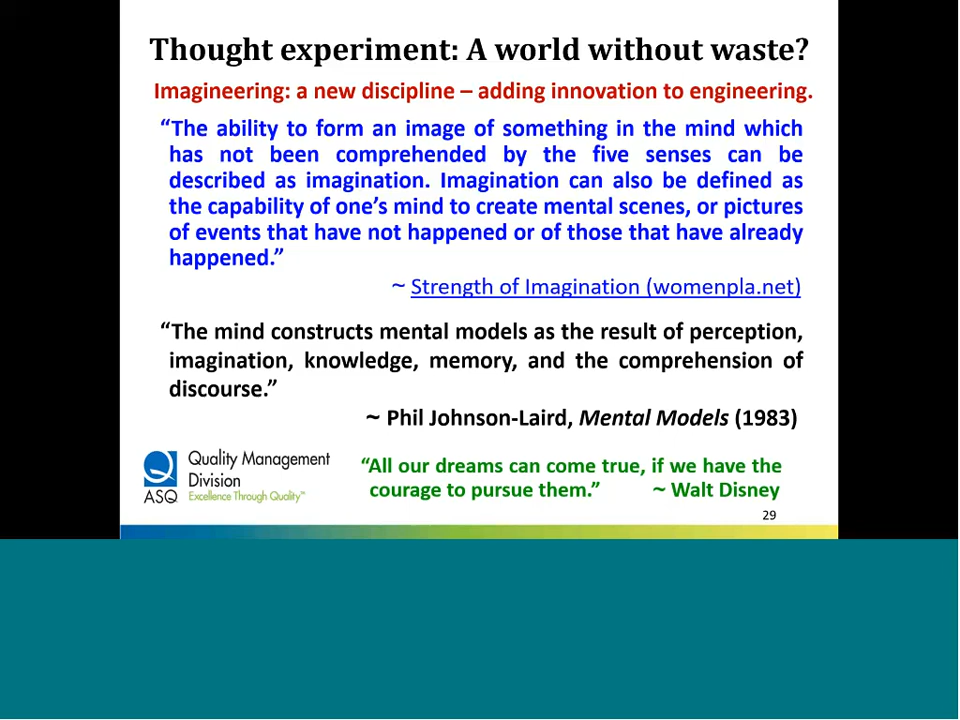 Thought experiment: A world without waste?
Imagineering: a new discipline – adding innovation to engineering.
“The ability to form an image of something in the mind which
has not been comprehended by the five senses can be
described as imagination. Imagination can also be defined as
the capability of one’s mind to create mental scenes, or pictures
of events that have not happened or of those that have already
happened.”
~ Strength of Imagination (womenpla.net)
“The mind constructs mental models as the result of perception,
imagination, knowledge, memory, and the comprehension of
discourse.”
~ Phil Johnson-Laird, Mental Models (1983)
Quality Management
Division
Excellence Through Quality™
ASQ
“All our dreams can come true, if we have the
courage to pursue them.” ~ Walt Disney
29